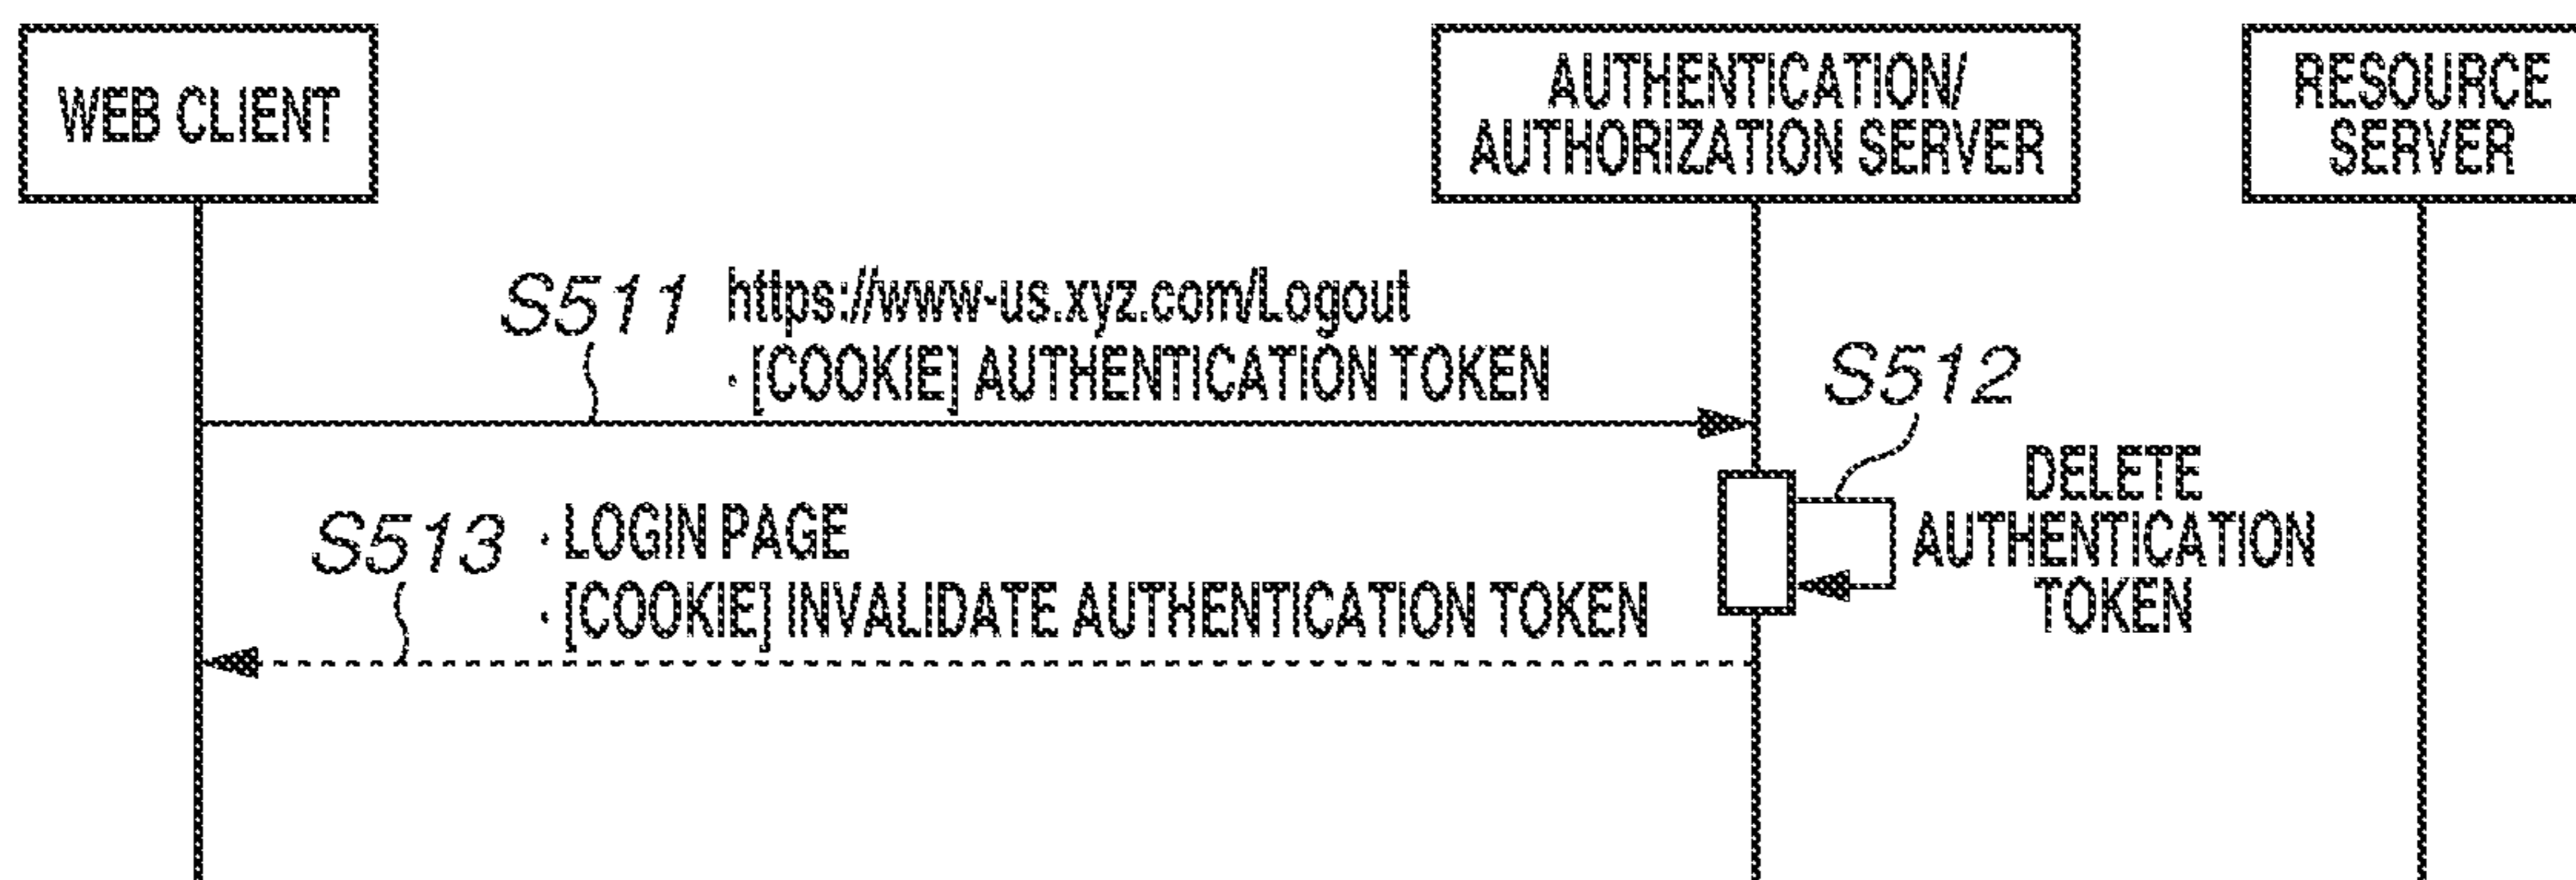 WEB CLIENT
AUTHENTICATION/
AUTHORIZATION SERVER
RESOURCE
SERVER
S511
https://www-us.xyz.com/Logout
· [COOKIE] AUTHENTICATION TOKEN
S512
DELETE
AUTHENTICATION
TOKEN
S513
· LOGIN PAGE
· [COOKIE] INVALIDATE AUTHENTICATION TOKEN